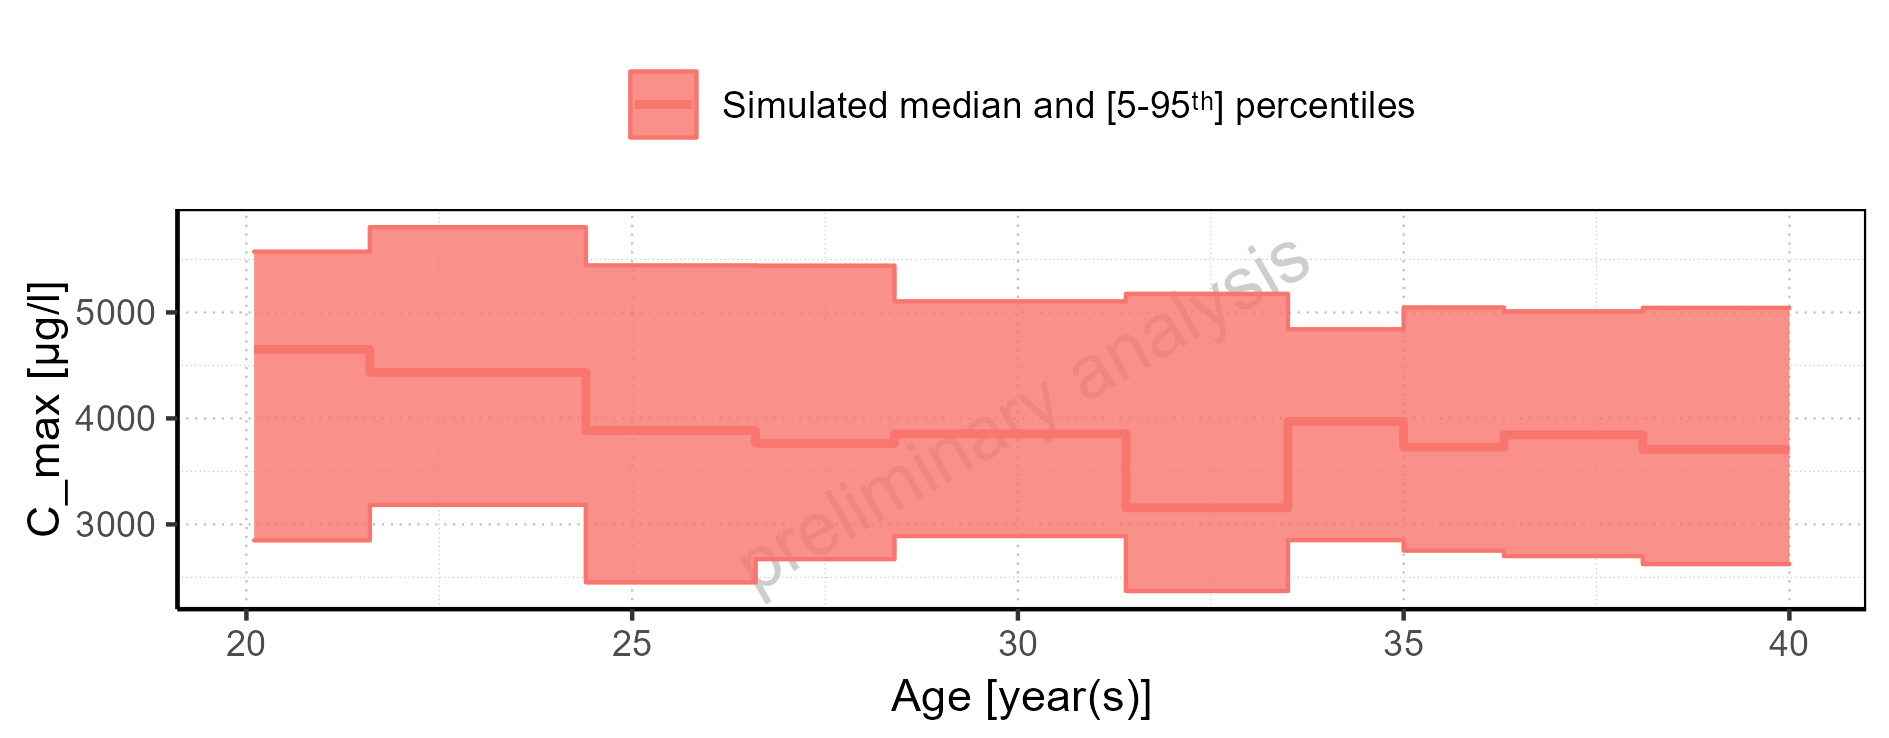 Simulated median and [5-95ᵗʰ] percentiles
C_max [µg/l]
5000
4000
3000
preliminary analysis
20 25 30 35 40
Age [year(s)]